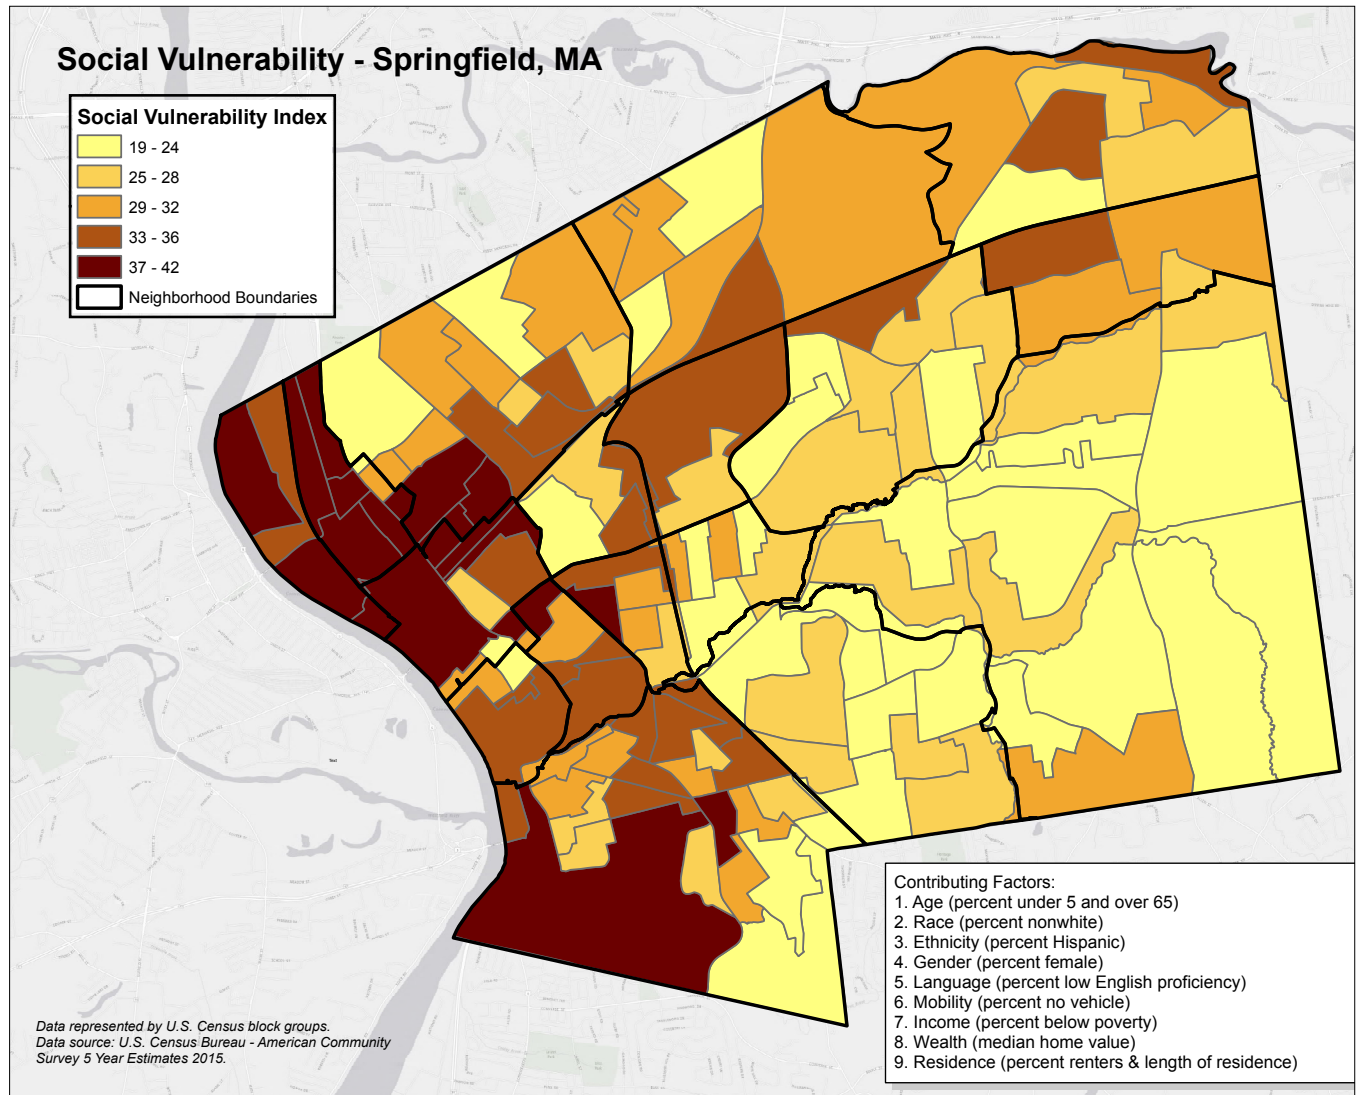 Social Vulnerability - Springfield, MA
Social Vulnerability Index
19 - 24
25 - 28
29 - 32
33 - 36
37 - 42
Neighborhood Boundaries
Text
Contributing Factors:
1. Age (percent under 5 and over 65)
2. Race (percent nonwhite)
3. Ethnicity (percent Hispanic)
4. Gender (percent female)
5. Language (percent low English proficiency)
6. Mobility (percent no vehicle)
7. Income (percent below poverty)
8. Wealth (median home value)
9. Residence (percent renters & length of residence)
Data represented by U.S. Census block groups.
Data source: U.S. Census Bureau - American Community
Survey 5 Year Estimates 2015.